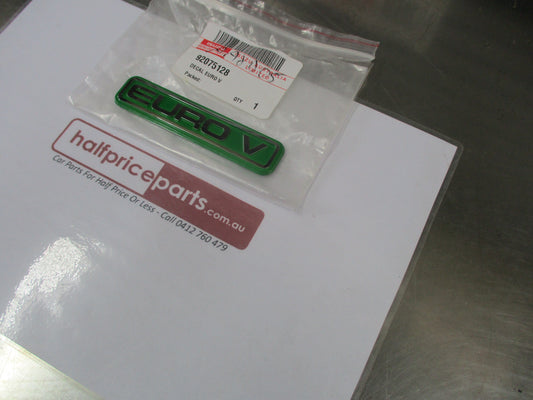 92075128
DECAL EURO V
Packed:
QTY 1
EURO V
halfpriceparts.com.au
Car Parts For Half Price Or Less - Call 0412 760 479